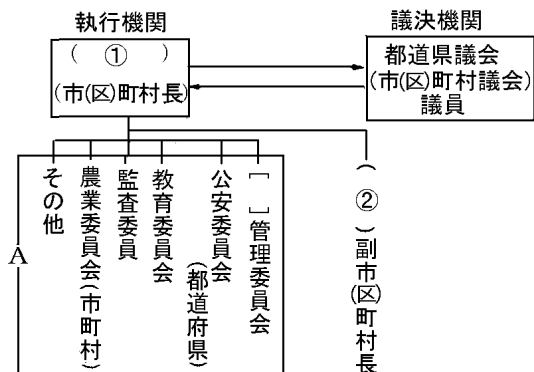 執行機関
( ① )
(市(区)町村長)
議決機関
都道県議会
(市(区)町村議会)
議員
A
その他
農業委員会(市町村)
監査委員
教育委員会
公安委員会
(都道府県)
[ ]管理委員会
( ② )副市(区)町村長